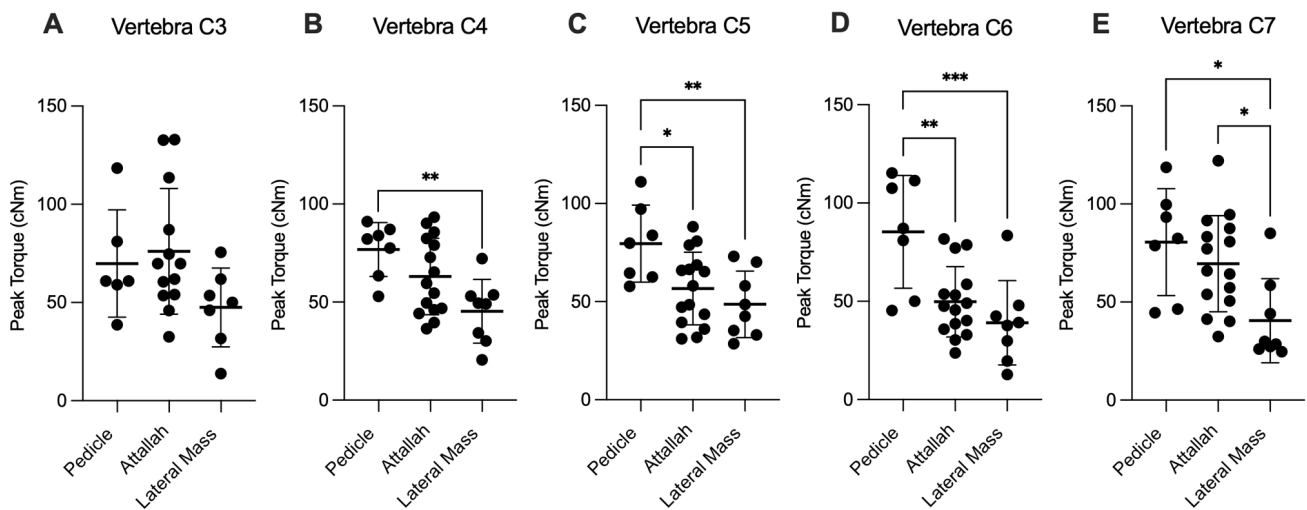 A Vertebra C3
Peak Torque (cNm)
150
100
50
0
Pedicle
Attallah
Lateral Mass
B Vertebra C4
Peak Torque (cNm)
150
100
50
0
**
Pedicle
Attallah
Lateral Mass
C Vertebra C5
Peak Torque (cNm)
150
100
50
0
**
*
Pedicle
Attallah
Lateral Mass
D Vertebra C6
Peak Torque (cNm)
150
100
50
0
***
**
Pedicle
Attallah
Lateral Mass
E Vertebra C7
Peak Torque (cNm)
150
100
50
0
*
*
Pedicle
Attallah
Lateral Mass